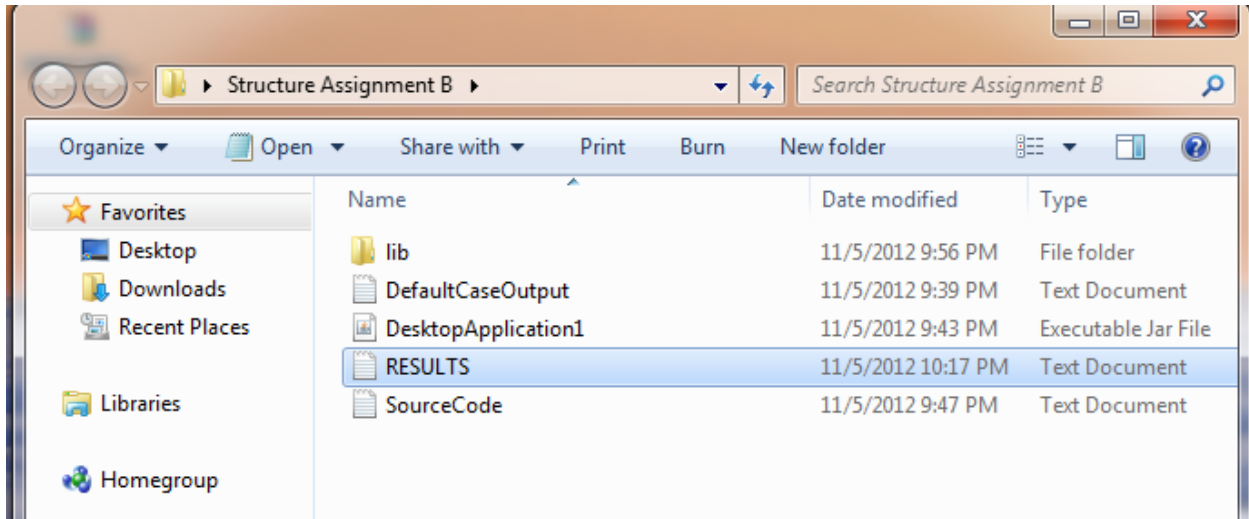 Structure Assignment B
Search Structure Assignment B
Organize Open Share with Print Burn New folder
Favorites
Desktop
Downloads
Recent Places
Libraries
Homegroup
Name Date modified Type
lib 11/5/2012 9:56 PM File folder
DefaultCaseOutput 11/5/2012 9:39 PM Text Document
DesktopApplication1 11/5/2012 9:43 PM Executable Jar File
RESULTS 11/5/2012 10:17 PM Text Document
SourceCode 11/5/2012 9:47 PM Text Document